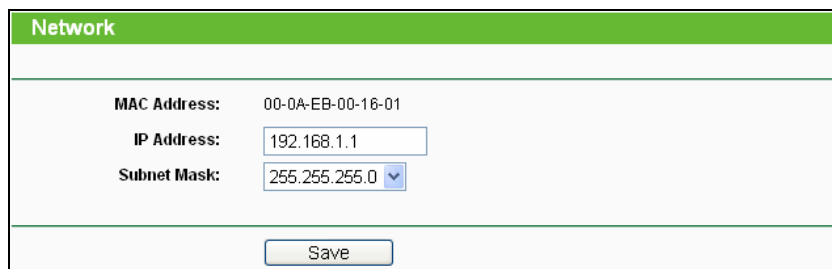 Network
MAC Address: 00-0A-EB-00-16-01
IP Address: 192.168.1.1
Subnet Mask: 255.255.255.0
Save